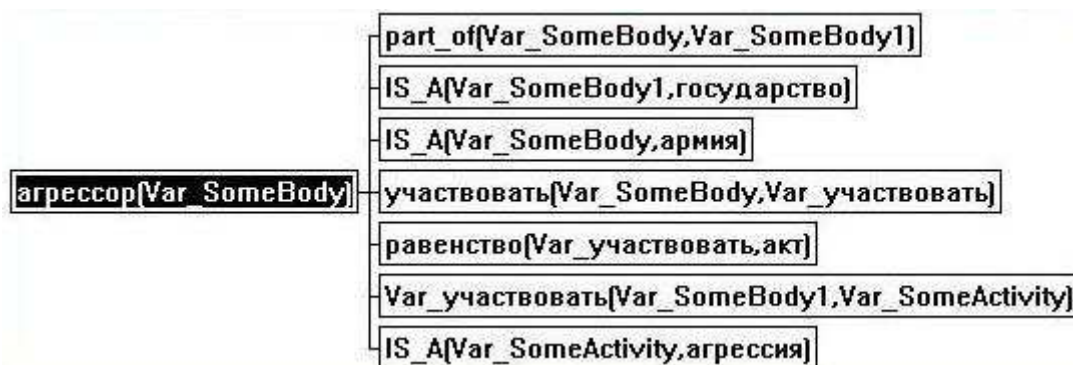 part_of(Var_SomeBody,Var_SomeBody1)
IS_A(Var_SomeBody1,государство)
IS_A(Var_SomeBody,армия)
агрессор(Var_SomeBody)
участвовать(Var_SomeBody,Var_участвовать)
равенство(Var_участвовать,акт)
Var_участвовать(Var_SomeBody1,Var_SomeActivity)
IS_A(Var_SomeActivity,агрессия)